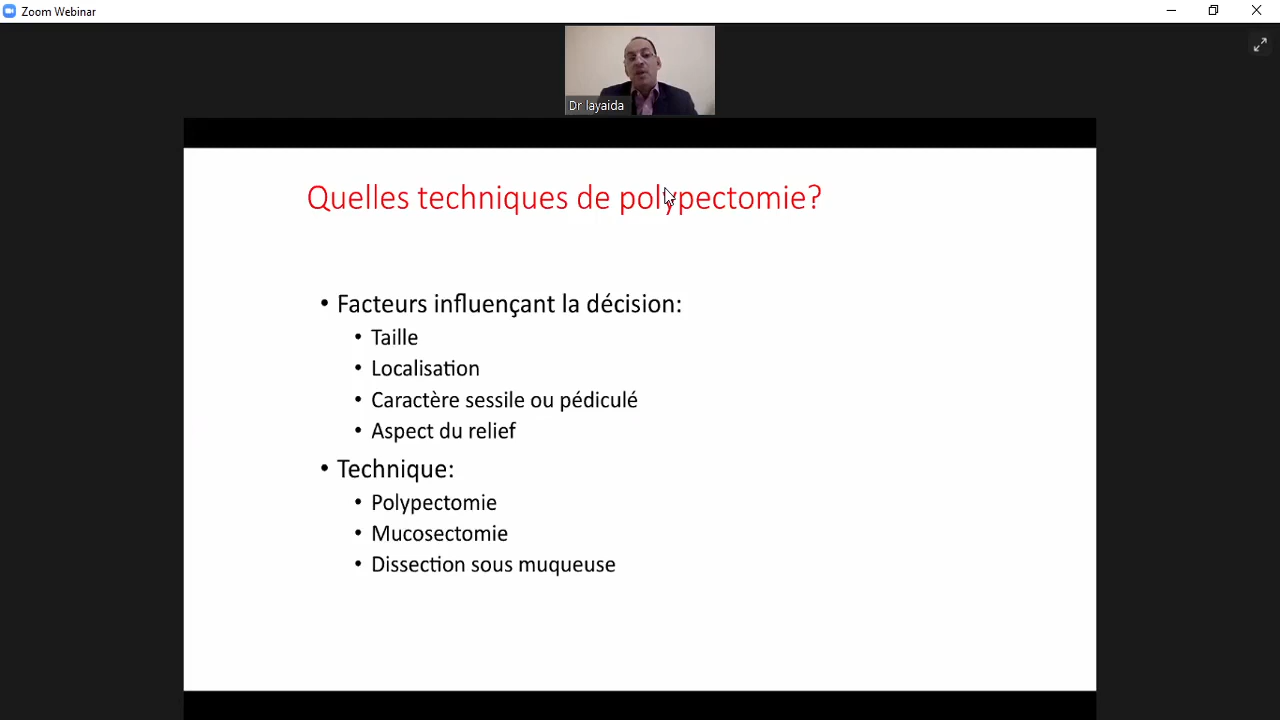 Zoom Webinar
Dr layaida
Quelles techniques de polypectomie?
• Facteurs influençant la décision:
• Taille
• Localisation
• Caractère sessile ou pédiculé
• Aspect du relief
• Technique:
• Polypectomie
• Mucosectomie
• Dissection sous muqueuse